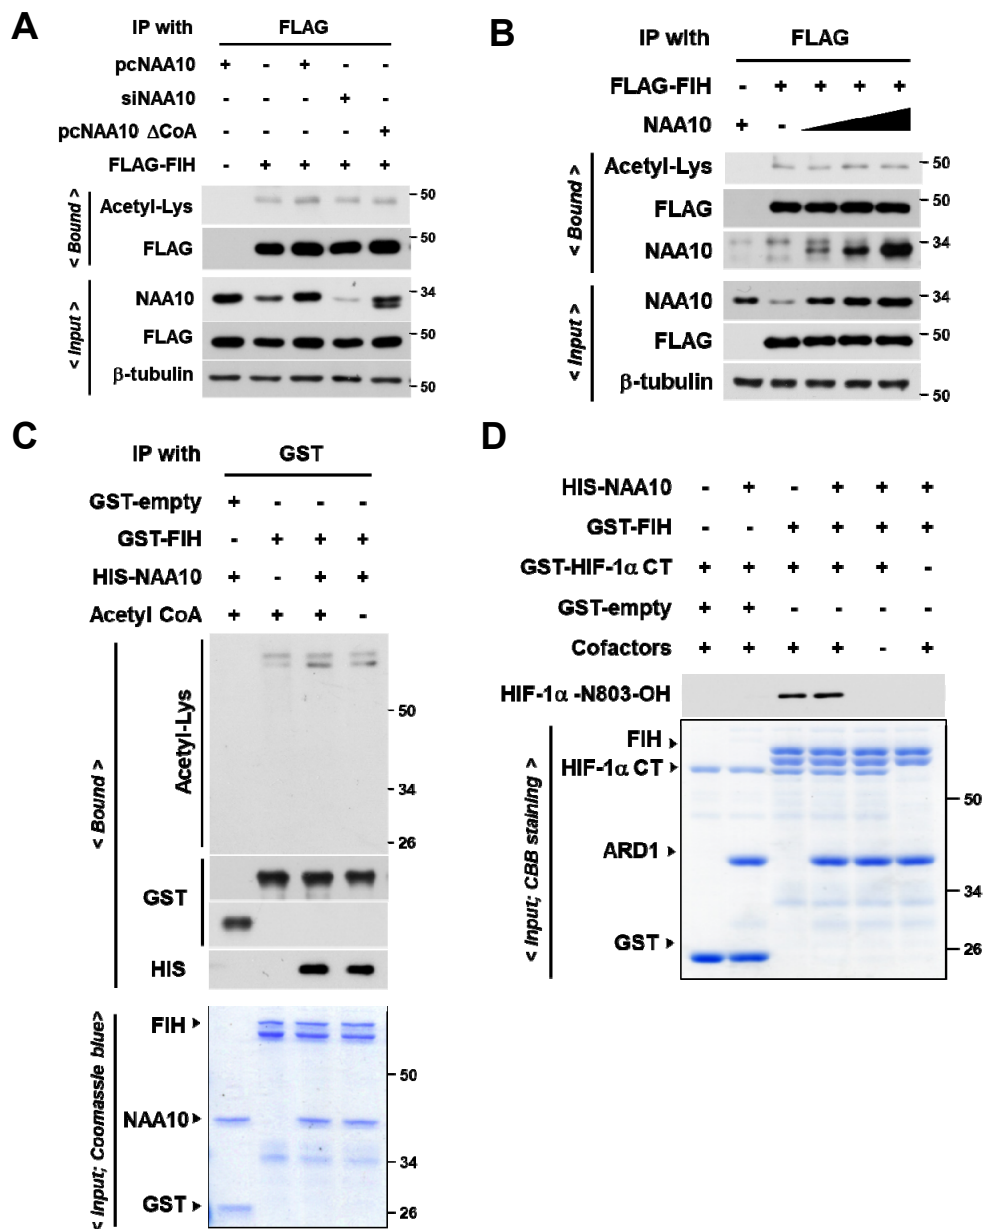 A
IP with FLAG
pcNAA10 + - + - -
siNAA10 - - - + -
pcNAA10 ΔCoA - - - - +
FLAG-FIH - + + + +
< Bound >
Acetyl-Lys 50
FLAG 50
< Input >
NAA10 34
FLAG 50
β-tubulin 50
B
IP with FLAG
FLAG-FIH - + + + +
NAA10 + -
< Bound >
Acetyl-Lys 50
FLAG 50
NAA10 34
< Input >
NAA10 34
FLAG 50
β-tubulin 50
C
IP with GST
GST-empty + - - -
GST-FIH - + + +
HIS-NAA10 + - + +
Acetyl CoA + + + -
< Bound >
Acetyl-Lys
50
34
26
GST
HIS
< Input; Coomassie blue>
FIH
50
NAA10
34
GST
26
D
HIS-NAA10 - + - + + +
GST-FIH - - + + + +
GST-HIF-1α CT + + + + + -
GST-empty + + - - - -
Cofactors + + + + - +
HIF-1α -N803-OH
< Input; CBB staining >
FIH
HIF-1α CT
50
ARD1
34
GST
26